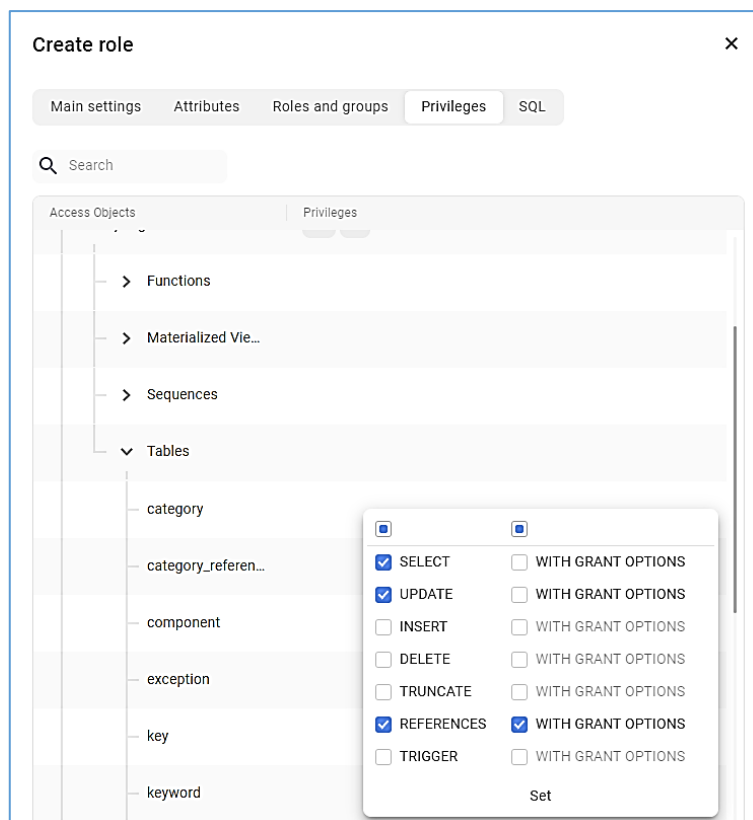 Create role
Main settings Attributes Roles and groups Privileges SQL
Search
Access Objects Privileges
Functions
Materialized Vie...
Sequences
Tables
category
category_referen...
component
exception
key
keyword
SELECT WITH GRANT OPTIONS
UPDATE WITH GRANT OPTIONS
INSERT WITH GRANT OPTIONS
DELETE WITH GRANT OPTIONS
TRUNCATE WITH GRANT OPTIONS
REFERENCES WITH GRANT OPTIONS
TRIGGER WITH GRANT OPTIONS
Set